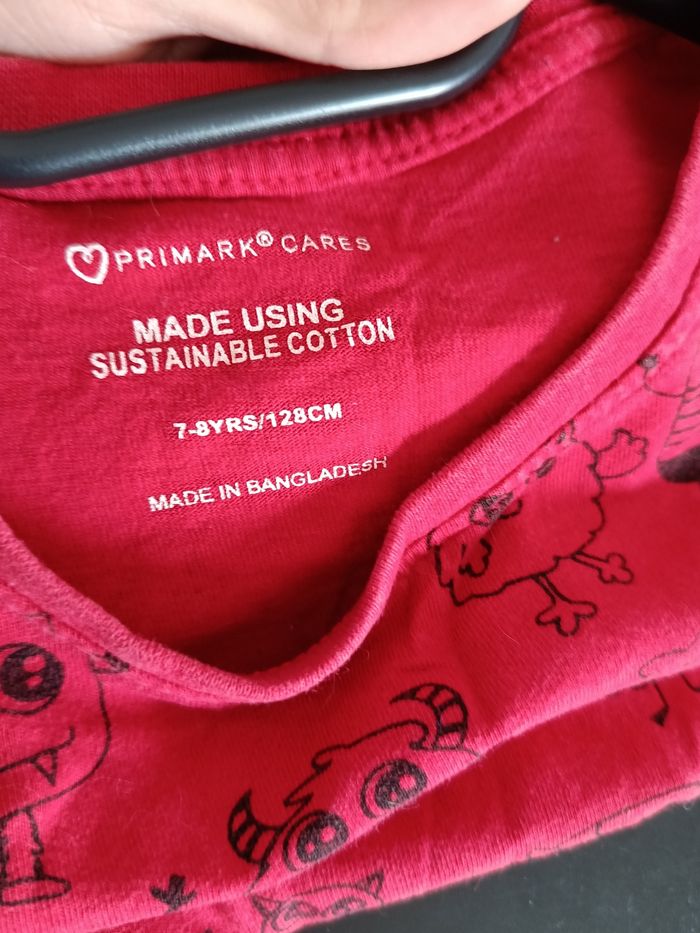 PRIMARK® CARES
MADE USING
SUSTAINABLE COTTON
7-8YRS/128CM
MADE IN BANGLADESH